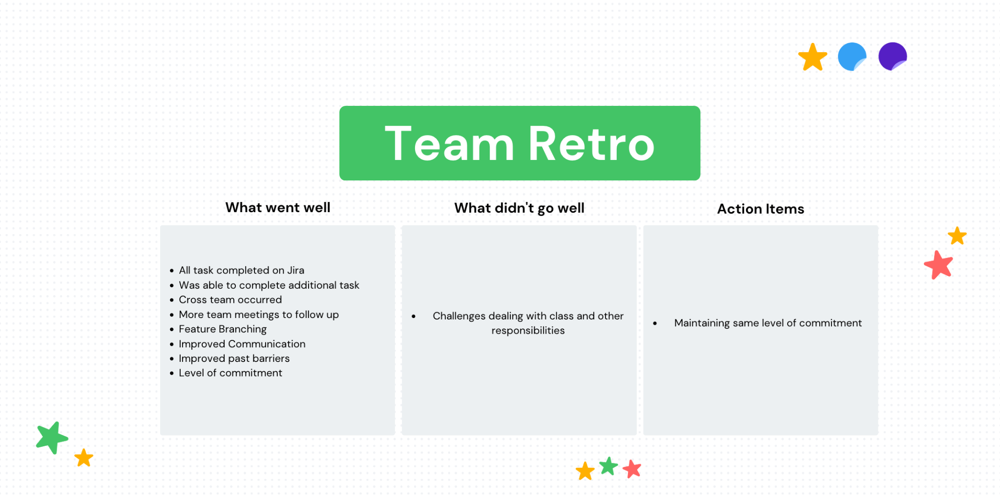 Team Retro
What went well
What didn't go well
Action Items
• All task completed on Jira
• Was able to complete additional task
• Cross team occurred
• More team meetings to follow up
• Feature Branching
• Improved Communication
• Improved past barriers
• Level of commitment
• Challenges dealing with class and other
responsibilities
• Maintaining same level of commitment